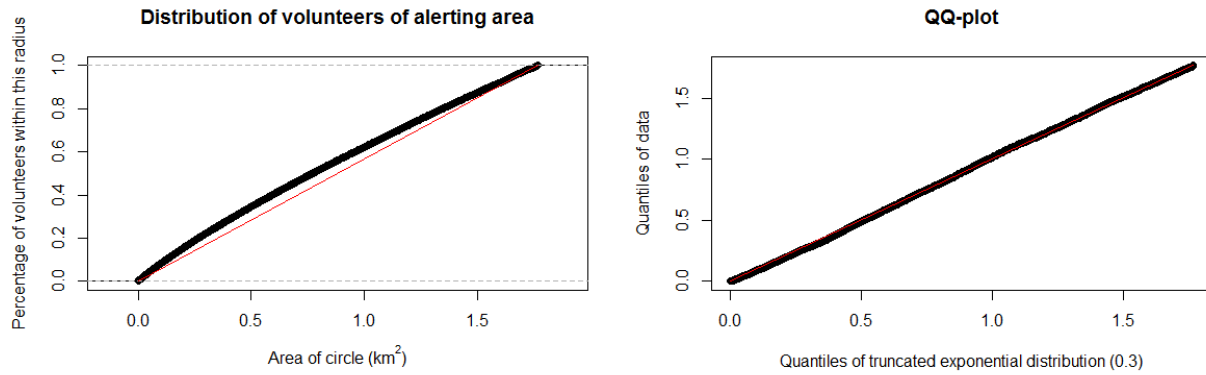 Distribution of volunteers of alerting area
Percentage of volunteers within this radius
1.0
0.8
0.6
0.4
0.2
0.0
0.0 0.5 1.0 1.5
Area of circle (km²)
QQ-plot
Quantiles of data
1.5
1.0
0.5
0.0
0.0 0.5 1.0 1.5
Quantiles of truncated exponential distribution (0.3)